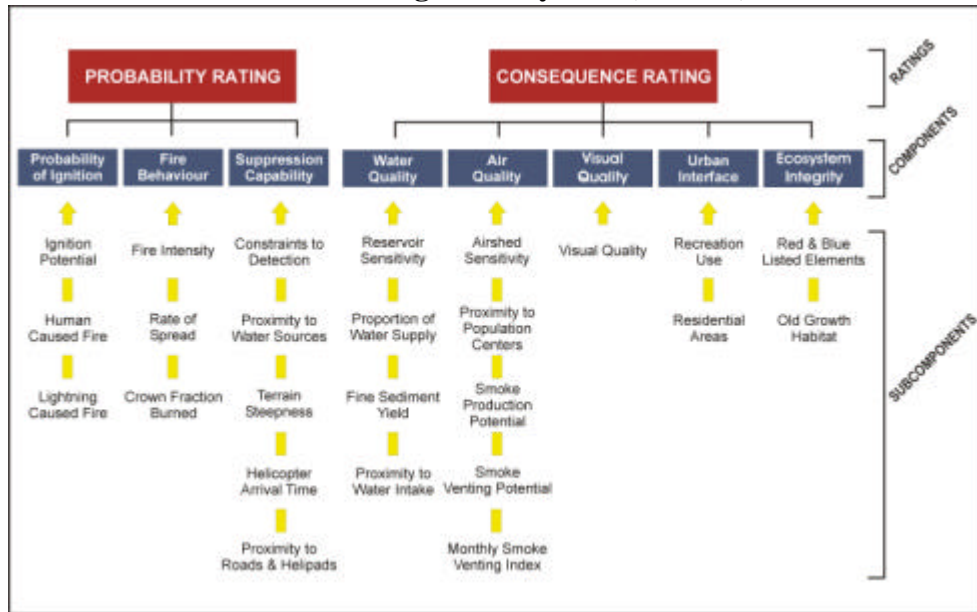 PROBABILITY RATING
CONSEQUENCE RATING
RATINGS
Probability
of Ignition
Fire
Behaviour
Suppression
Capability
Water
Quality
Air
Quality
Visual
Quality
Urban
Interface
Ecosystem
Integrity
COMPONENTS
Ignition
Potential
Human
Caused Fire
Lightning
Caused Fire
Fire Intensity
Rate of
Spread
Crown Fraction
Burned
Constraints to
Detection
Proximity to
Water Sources
Terrain
Steepness
Helicopter
Arrival Time
Proximity to
Roads & Helipads
Reservoir
Sensitivity
Proportion of
Water Supply
Fine Sediment
Yield
Proximity to
Water Intake
Airshed
Sensitivity
Proximity to
Population
Centers
Smoke
Production
Potential
Smoke
Venting Potential
Monthly Smoke
Venting Index
Visual Quality
Recreation
Use
Residential
Areas
Red & Blue
Listed Elements
Old Growth
Habitat
SUBCOMPONENTS